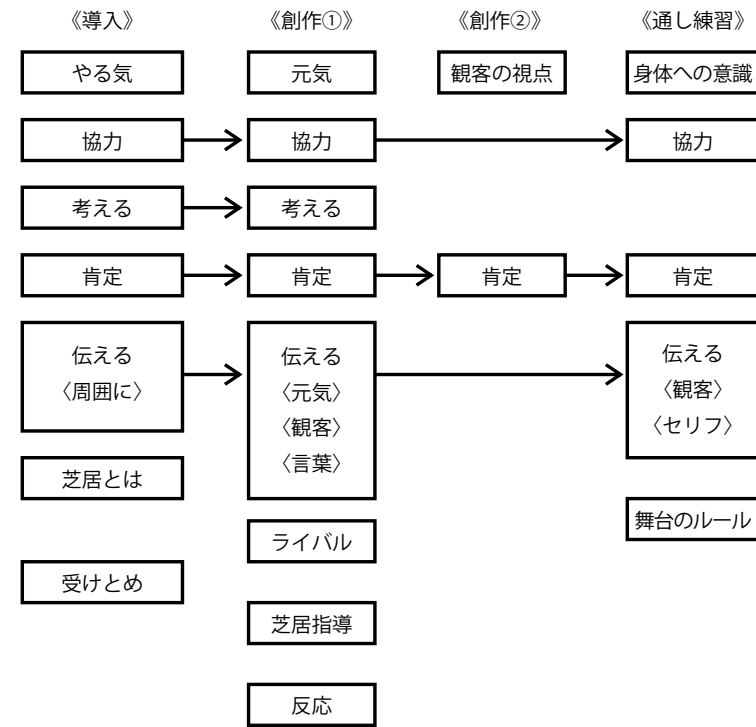 《導入》
《創作①》
《創作②》
《通し練習》
やる気
元気
観客の視点
身体への意識
協力
協力
協力
考える
考える
肯定
肯定
肯定
肯定
伝える
〈周囲に〉
伝える
〈元気〉
〈観客〉
〈言葉〉
伝える
〈観客〉
〈セリフ〉
芝居とは
舞台のルール
ライバル
受けとめ
芝居指導
反応